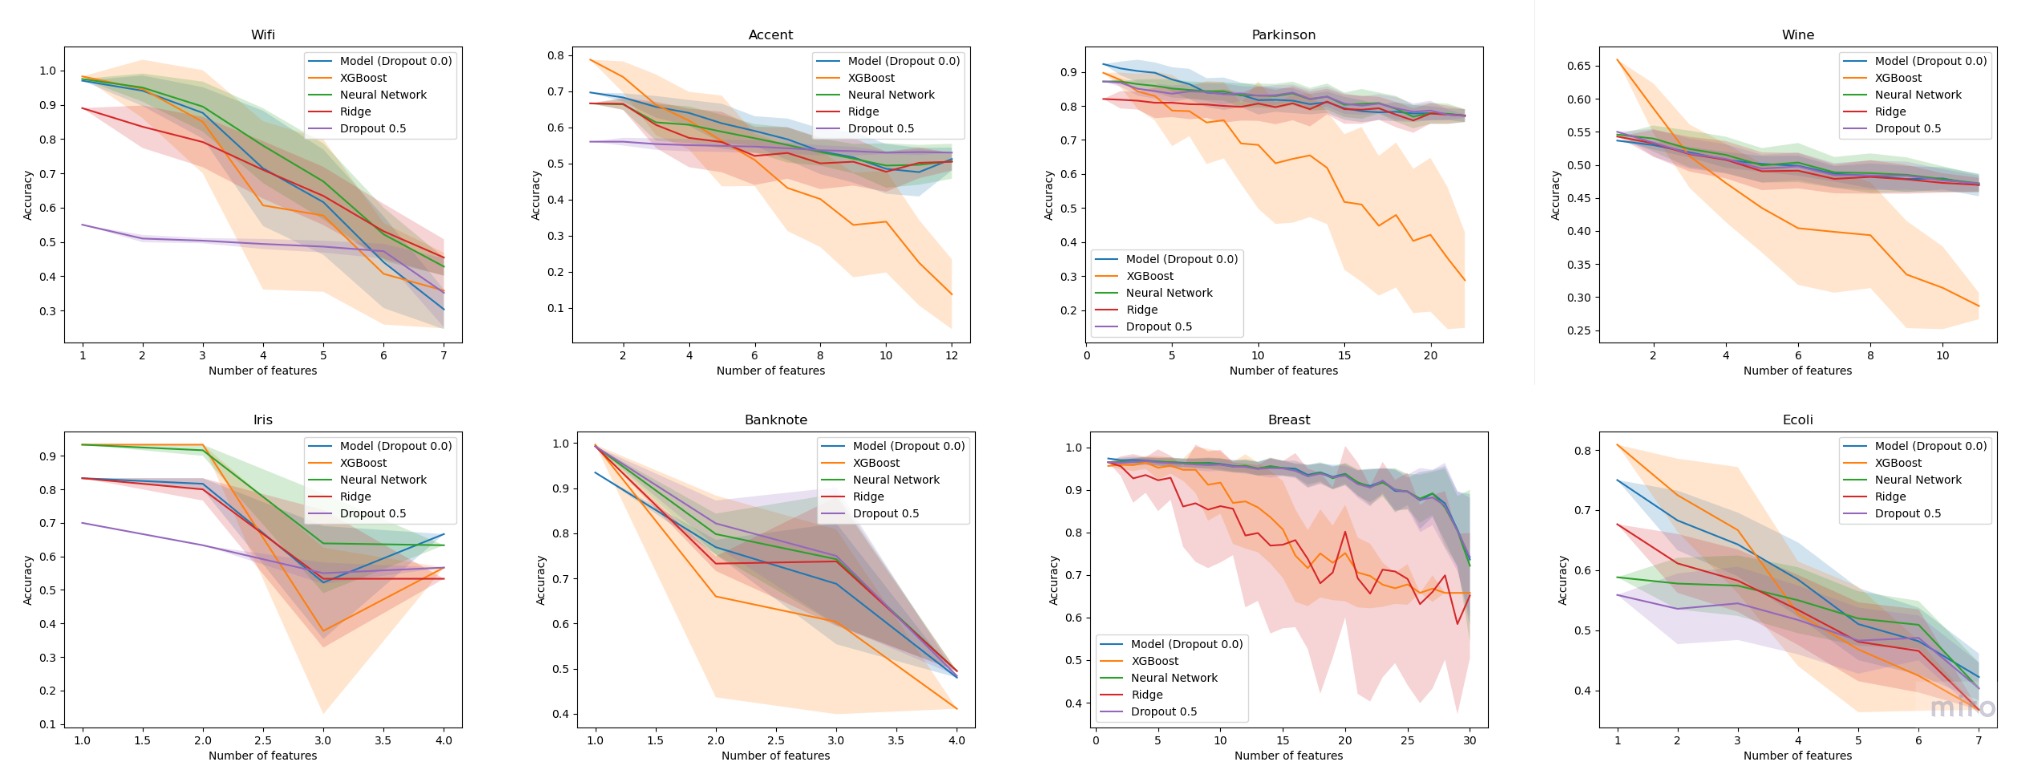 Wifi
Accuracy
1.0
0.9
0.8
0.7
0.6
0.5
0.4
0.3
Model (Dropout 0.0)
XGBoost
Neural Network
Ridge
Dropout 0.5
1 2 3 4 5 6 7
Number of features
Accent
Accuracy
0.8
0.7
0.6
0.5
0.4
0.3
0.2
0.1
Model (Dropout 0.0)
XGBoost
Neural Network
Ridge
Dropout 0.5
2 4 6 8 10 12
Number of features
Parkinson
Accuracy
0.9
0.8
0.7
0.6
0.5
0.4
0.3
0.2
Model (Dropout 0.0)
XGBoost
Neural Network
Ridge
Dropout 0.5
0 5 10 15 20
Number of features
Wine
Accuracy
0.65
0.60
0.55
0.50
0.45
0.40
0.35
0.30
0.25
Model (Dropout 0.0)
XGBoost
Neural Network
Ridge
Dropout 0.5
2 4 6 8 10
Number of features
Iris
Accuracy
0.9
0.8
0.7
0.6
0.5
0.4
0.3
0.2
0.1
Model (Dropout 0.0)
XGBoost
Neural Network
Ridge
Dropout 0.5
1.0 1.5 2.0 2.5 3.0 3.5 4.0
Number of features
Banknote
Accuracy
1.0
0.9
0.8
0.7
0.6
0.5
0.4
Model (Dropout 0.0)
XGBoost
Neural Network
Ridge
Dropout 0.5
1.0 1.5 2.0 2.5 3.0 3.5 4.0
Number of features
Breast
Accuracy
1.0
0.9
0.8
0.7
0.6
0.5
0.4
Model (Dropout 0.0)
XGBoost
Neural Network
Ridge
Dropout 0.5
0 5 10 15 20 25 30
Number of features
Ecoli
Accuracy
0.8
0.7
0.6
0.5
0.4
Model (Dropout 0.0)
XGBoost
Neural Network
Ridge
Dropout 0.5
1 2 3 4 5 6 7
Number of features
miro